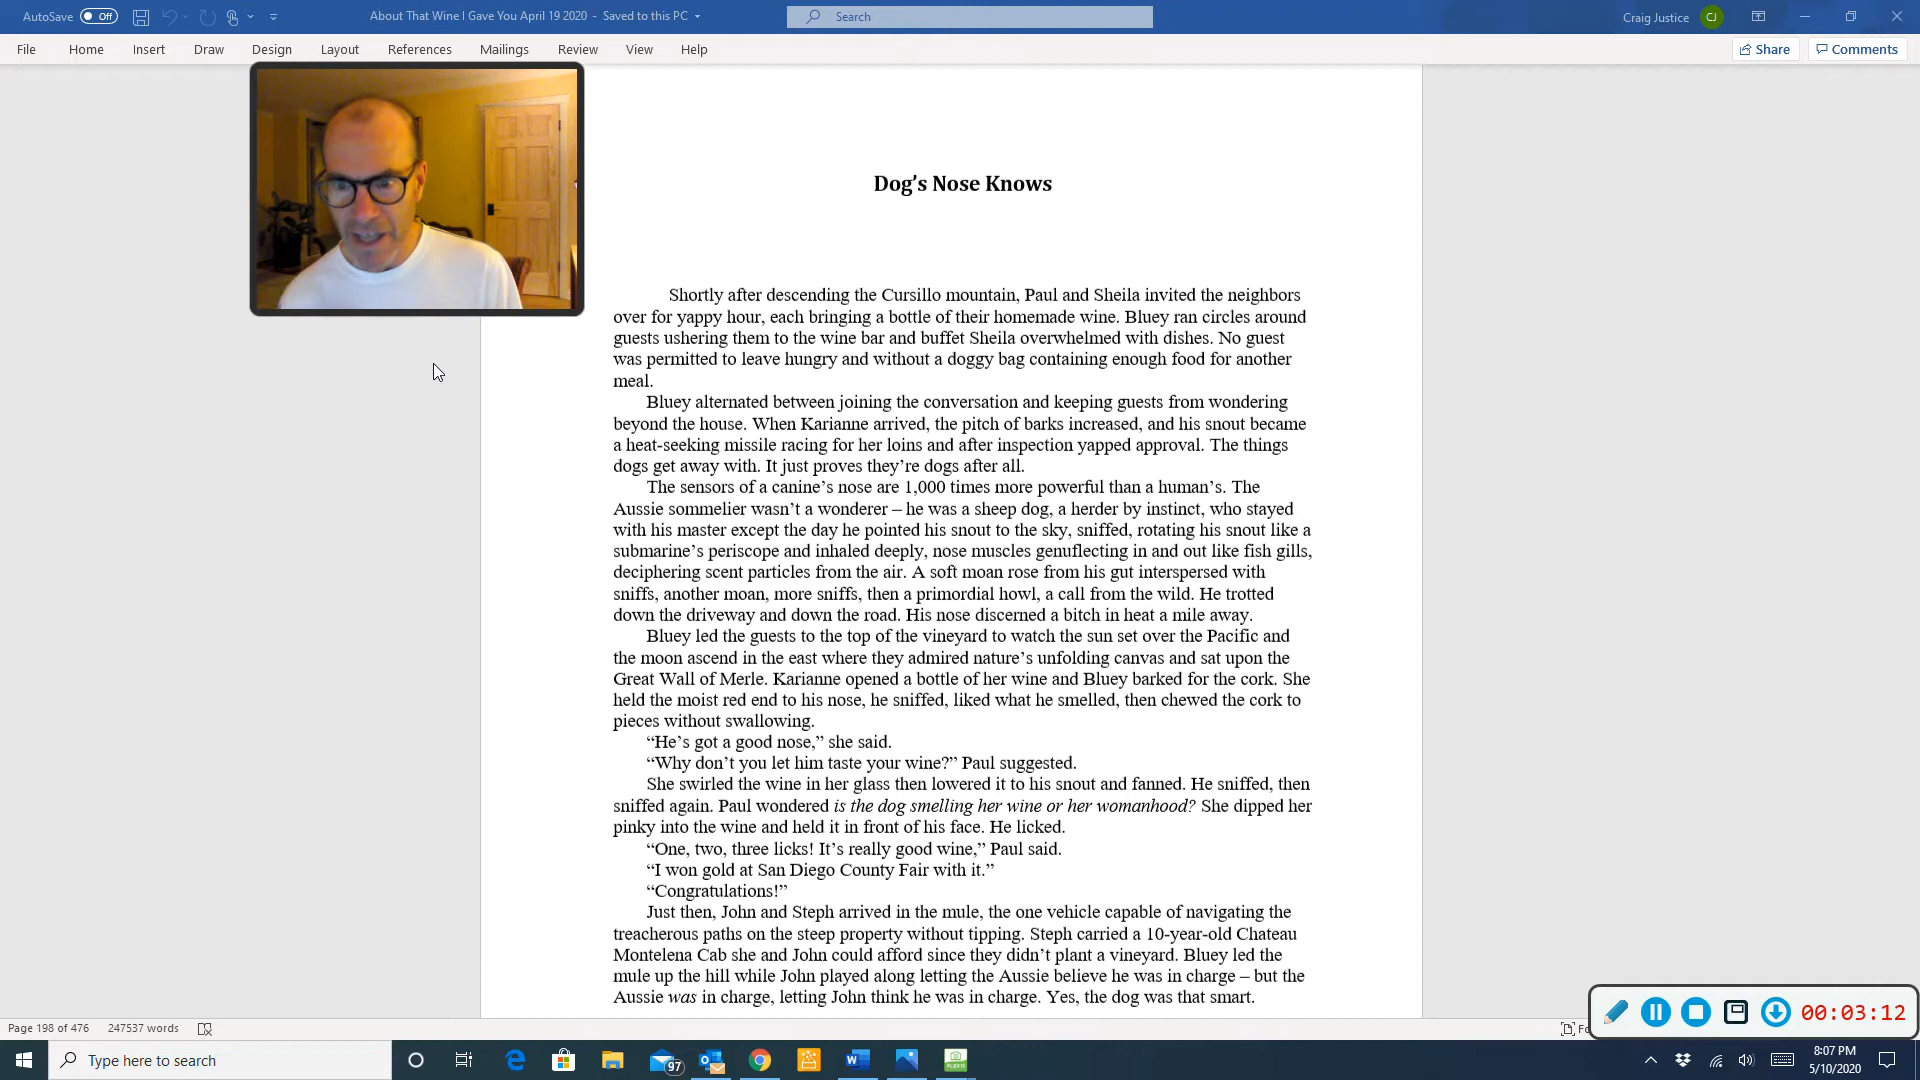 AutoSave Off About That Wine I Gave You April 19 2020 - Saved to this PC Search Craig Justice CJ
File Home Insert Draw Design Layout References Mailings Review View Help Share Comments
Dog’s Nose Knows
Shortly after descending the Cursillo mountain, Paul and Sheila invited the neighbors
over for yappy hour, each bringing a bottle of their homemade wine. Bluey ran circles around
guests ushering them to the wine bar and buffet Sheila overwhelmed with dishes. No guest
was permitted to leave hungry and without a doggy bag containing enough food for another
meal.
Bluey alternated between joining the conversation and keeping guests from wondering
beyond the house. When Karianne arrived, the pitch of barks increased, and his snout became
a heat-seeking missile racing for her loins and after inspection yapped approval. The things
dogs get away with. It just proves they’re dogs after all.
The sensors of a canine’s nose are 1,000 times more powerful than a human’s. The
Aussie sommelier wasn’t a wonderer – he was a sheep dog, a herder by instinct, who stayed
with his master except the day he pointed his snout to the sky, sniffed, rotating his snout like a
submarine’s periscope and inhaled deeply, nose muscles genuflecting in and out like fish gills,
deciphering scent particles from the air. A soft moan rose from his gut interspersed with
sniffs, another moan, more sniffs, then a primordial howl, a call from the wild. He trotted
down the driveway and down the road. His nose discerned a bitch in heat a mile away.
Bluey led the guests to the top of the vineyard to watch the sun set over the Pacific and
the moon ascend in the east where they admired nature’s unfolding canvas and sat upon the
Great Wall of Merle. Karianne opened a bottle of her wine and Bluey barked for the cork. She
held the moist red end to his nose, he sniffed, liked what he smelled, then chewed the cork to
pieces without swallowing.
“He’s got a good nose,” she said.
“Why don’t you let him taste your wine?” Paul suggested.
She swirled the wine in her glass then lowered it to his snout and fanned. He sniffed, then
sniffed again. Paul wondered is the dog smelling her wine or her womanhood? She dipped her
pinky into the wine and held it in front of his face. He licked.
“One, two, three licks! It’s really good wine,” Paul said.
“I won gold at San Diego County Fair with it.”
“Congratulations!”
Just then, John and Steph arrived in the mule, the one vehicle capable of navigating the
treacherous paths on the steep property without tipping. Steph carried a 10-year-old Chateau
Montelena Cab she and John could afford since they didn’t plant a vineyard. Bluey led the
mule up the hill while John played along letting the Aussie believe he was in charge – but the
Aussie was in charge, letting John think he was in charge. Yes, the dog was that smart.
00:03:12
Page 198 of 476 247537 words
Type here to search 97 8:07 PM
5/10/2020